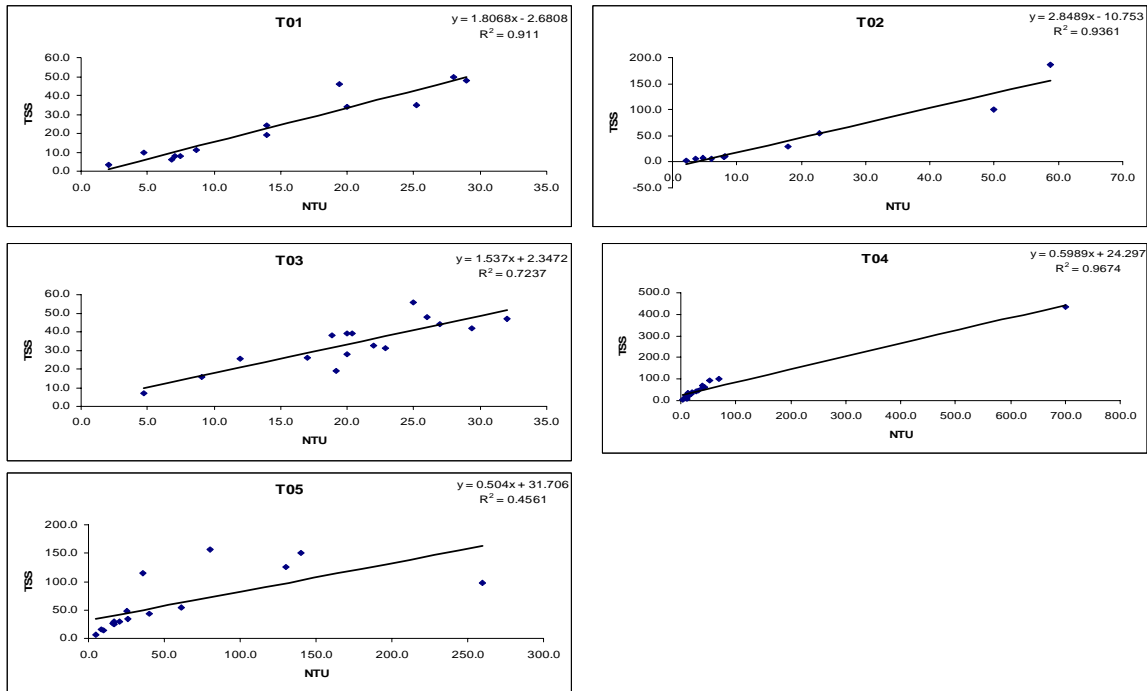 T01
y = 1.8068x - 2.6808
R² = 0.911
60.0
50.0
40.0
30.0
20.0
10.0
0.0
TSS
0.0 5.0 10.0 15.0 20.0 25.0 30.0 35.0
NTU
T02
y = 2.8489x - 10.753
R² = 0.9361
200.0
150.0
100.0
50.0
0.0
-50.0
TSS
0.0 10.0 20.0 30.0 40.0 50.0 60.0 70.0
NTU
T03
y = 1.537x + 2.3472
R² = 0.7237
60.0
50.0
40.0
30.0
20.0
10.0
0.0
TSS
0.0 5.0 10.0 15.0 20.0 25.0 30.0 35.0
NTU
T04
y = 0.5989x + 24.297
R² = 0.9674
500.0
400.0
300.0
200.0
100.0
0.0
TSS
0.0 100.0 200.0 300.0 400.0 500.0 600.0 700.0 800.0
NTU
T05
y = 0.504x + 31.706
R² = 0.4561
200.0
150.0
100.0
50.0
0.0
TSS
0.0 50.0 100.0 150.0 200.0 250.0 300.0
NTU